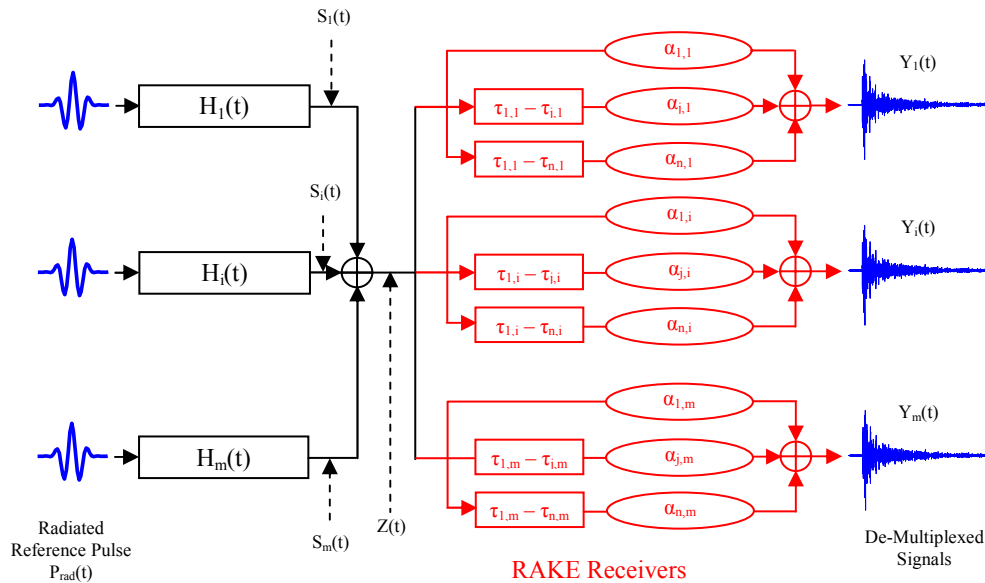 S₁(t)
H₁(t)
α₁,₁
τ₁,₁ – τⱼ,₁
αⱼ,₁
τ₁,₁ – τₙ,₁
αₙ,₁
Y₁(t)
Sᵢ(t)
Hᵢ(t)
α₁,ᵢ
τ₁,ᵢ – τⱼ,ᵢ
αⱼ,ᵢ
τ₁,ᵢ – τₙ,ᵢ
αₙ,ᵢ
Yᵢ(t)
Hₘ(t)
α₁,ₘ
τ₁,ₘ – τⱼ,ₘ
αⱼ,ₘ
τ₁,ₘ – τₙ,ₘ
αₙ,ₘ
Yₘ(t)
Sₘ(t)
Z(t)
Radiated
Reference Pulse
Pᵣₐd(t)
RAKE Receivers
De-Multiplexed
Signals